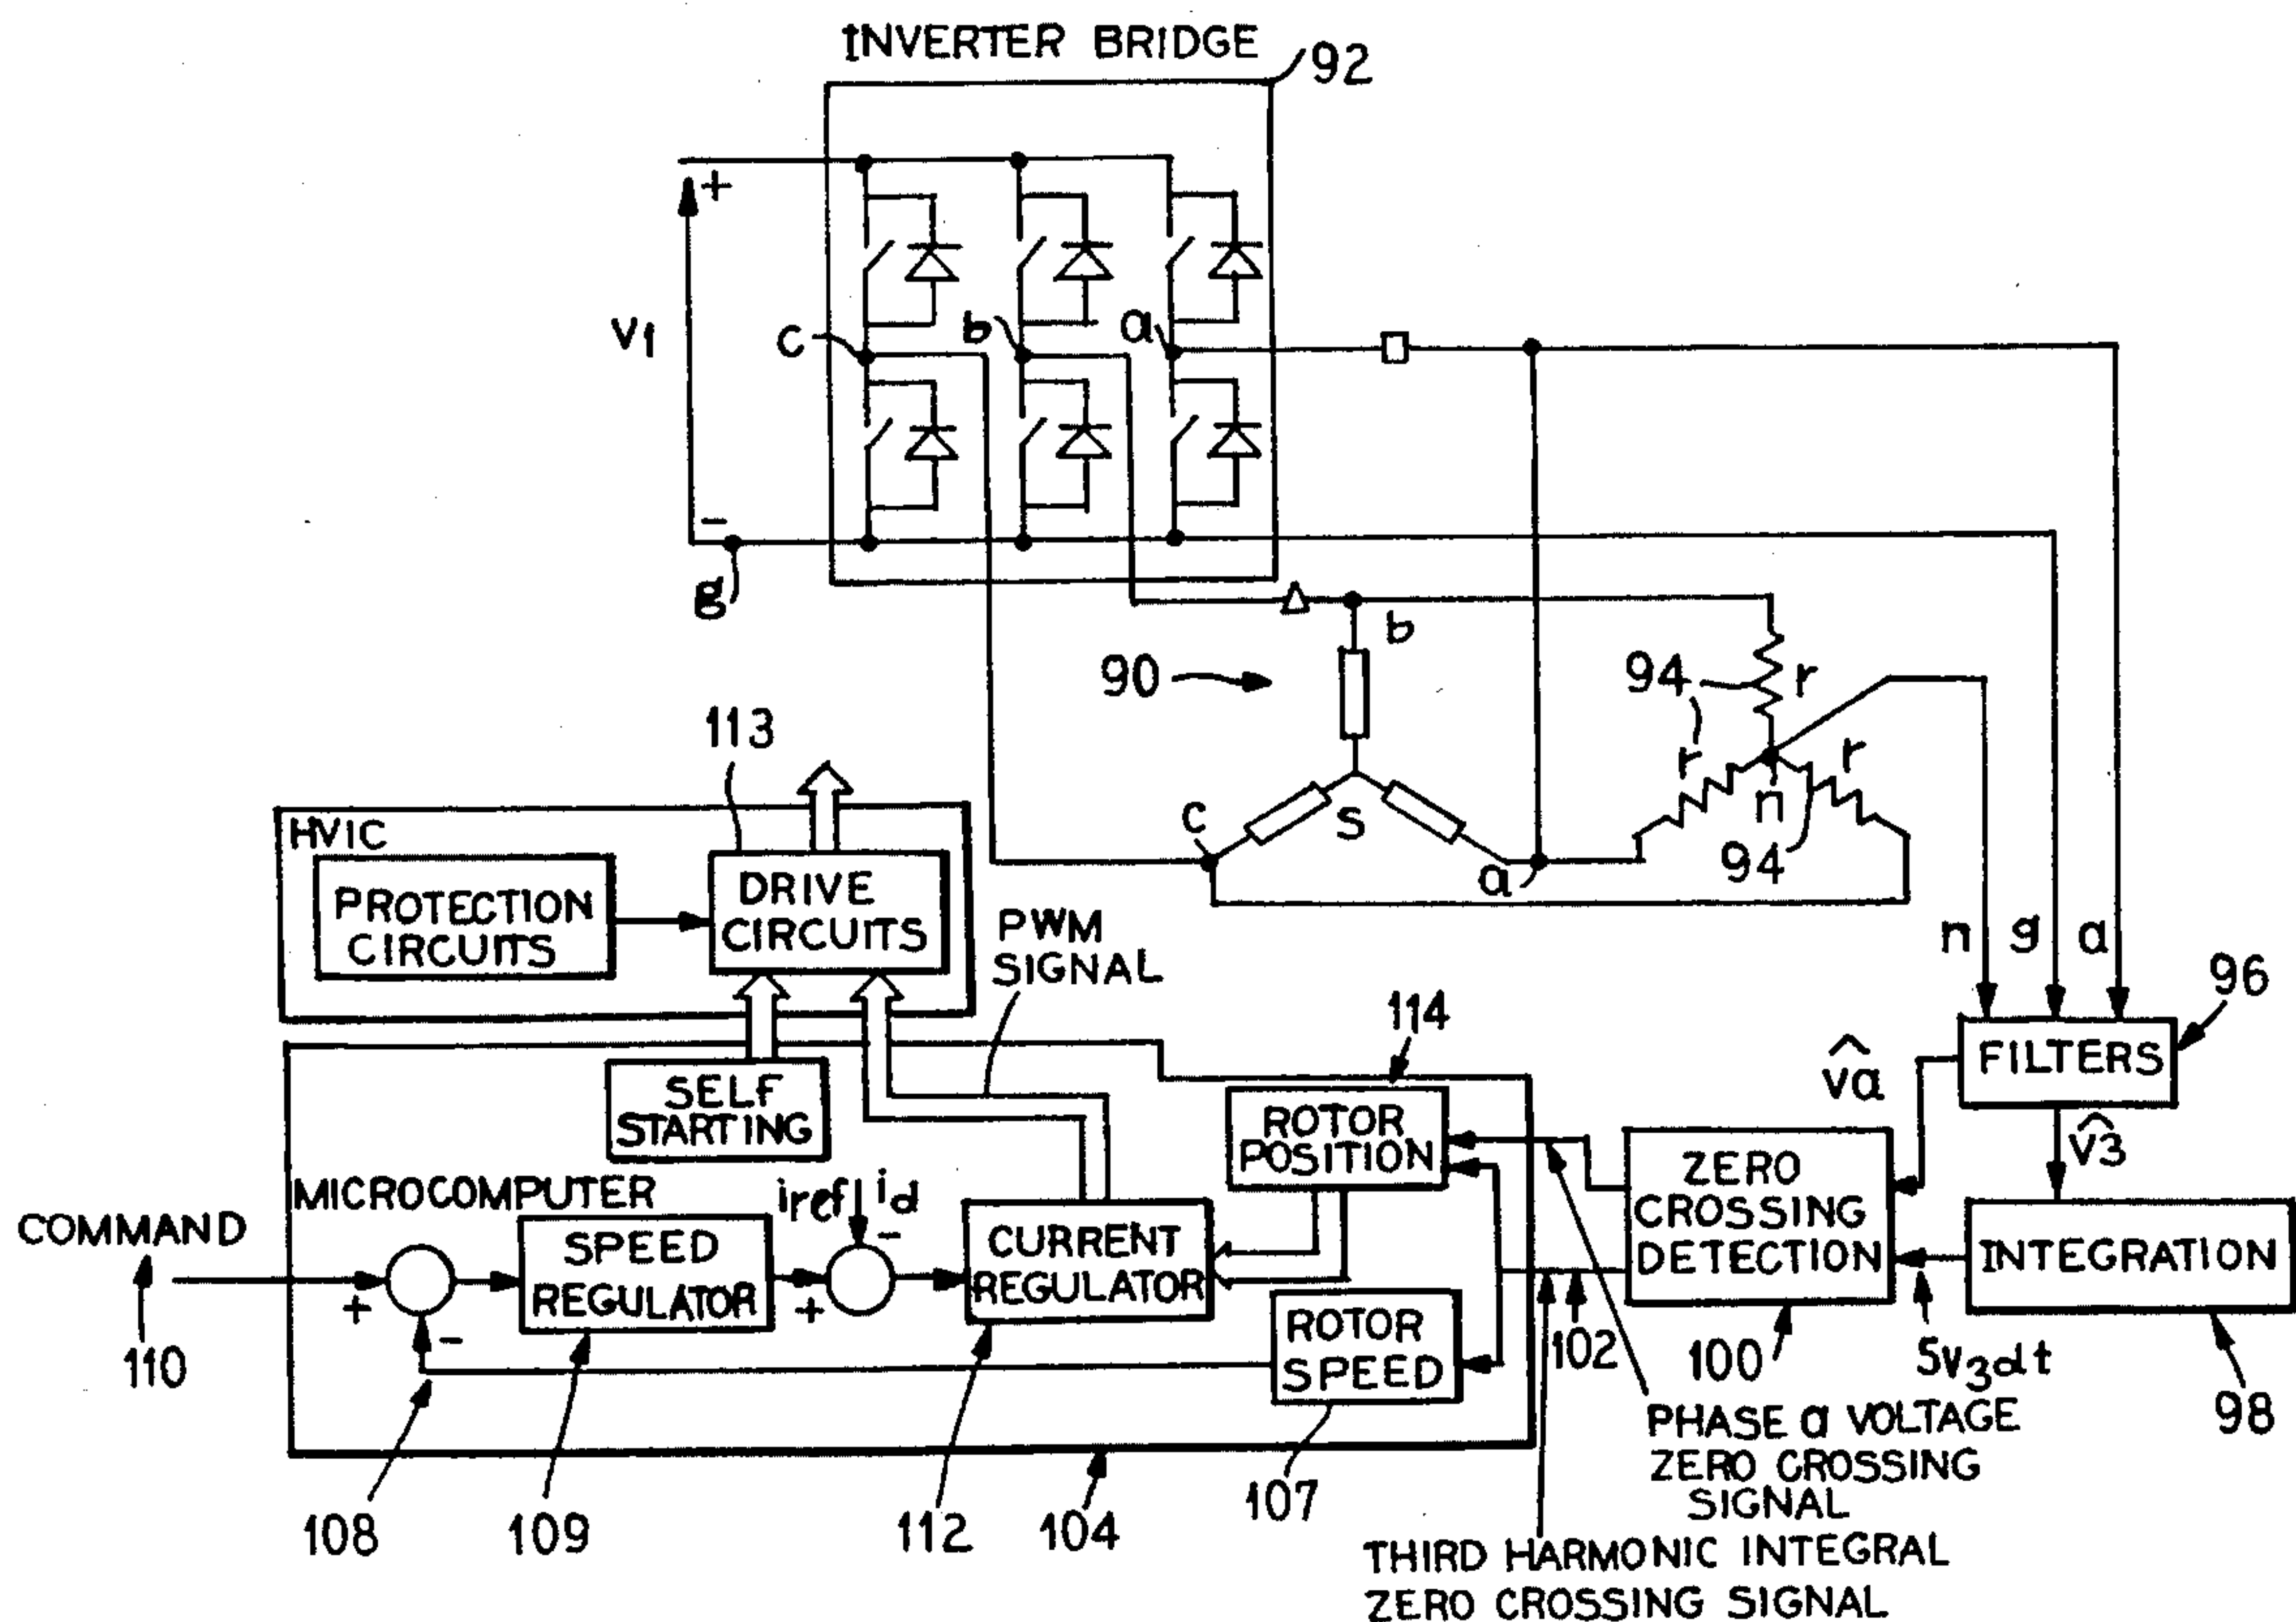 INVERTER BRIDGE
92
+
V1
c
b
a
-
g
b
90
94
r
r
r
n
94
c
s
a
113
HVIC
PROTECTION
CIRCUITS
DRIVE
CIRCUITS
PWM
SIGNAL
n
g
a
96
114
FILTERS
v̂a
v̂3
SELF
STARTING
ROTOR
POSITION
ZERO
CROSSING
DETECTION
INTEGRATION
MICROCOMPUTER
iref
id
-
COMMAND
+
-
SPEED
REGULATOR
+
CURRENT
REGULATOR
ROTOR
SPEED
110
102
100
Sv3dt
98
PHASE a VOLTAGE
ZERO CROSSING
SIGNAL
108
109
112
104
107
THIRD HARMONIC INTEGRAL
ZERO CROSSING SIGNAL